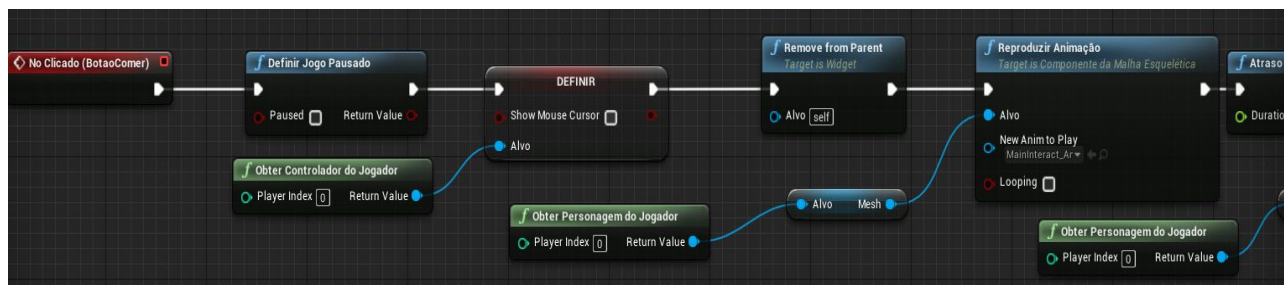 No Clicado (BotaoComer)
f Definir Jogo Pausado
Paused
Return Value
f Obter Controlador do Jogador
Player Index 0
Return Value
DEFINIR
Show Mouse Cursor
Alvo
f Obter Personagem do Jogador
Player Index 0
Return Value
f Remove from Parent
Target is Widget
Alvo self
Alvo
Mesh
f Reproduzir Animação
Target is Componente da Malha Esquelética
Alvo
New Anim to Play
MainInteract_Ar
Looping
f Obter Personagem do Jogador
Player Index 0
Return Value
f Atraso
Duratio